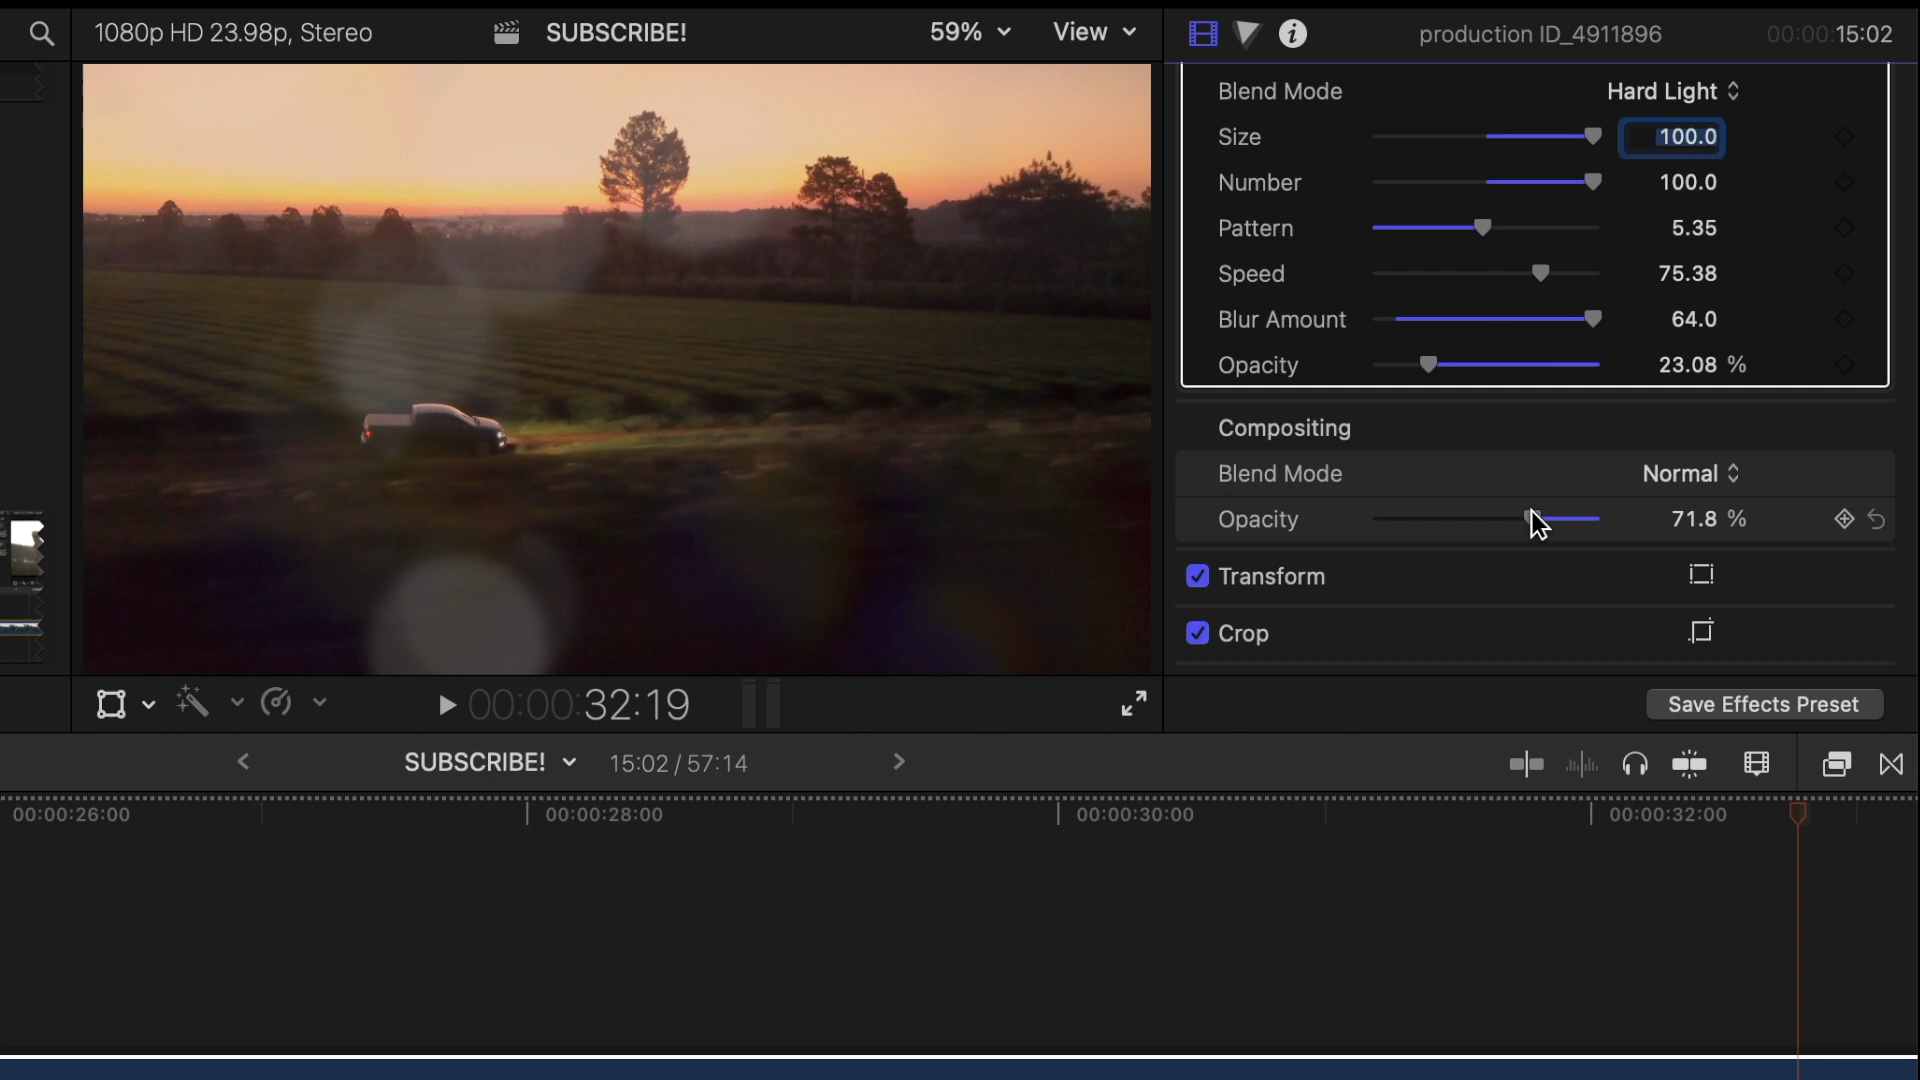 1080p HD 23.98p, Stereo
SUBSCRIBE!
59%
View
production ID_4911896
00:00:15:02
Blend Mode
Hard Light
Size
100.0
Number
100.0
Pattern
5.35
Speed
75.38
Blur Amount
64.0
Opacity
23.08 %
Compositing
Blend Mode
Normal
Opacity
71.8 %
Transform
Crop
00:00:32:19
Save Effects Preset
SUBSCRIBE!
15:02 / 57:14
00:00:26:00
00:00:28:00
00:00:30:00
00:00:32:00